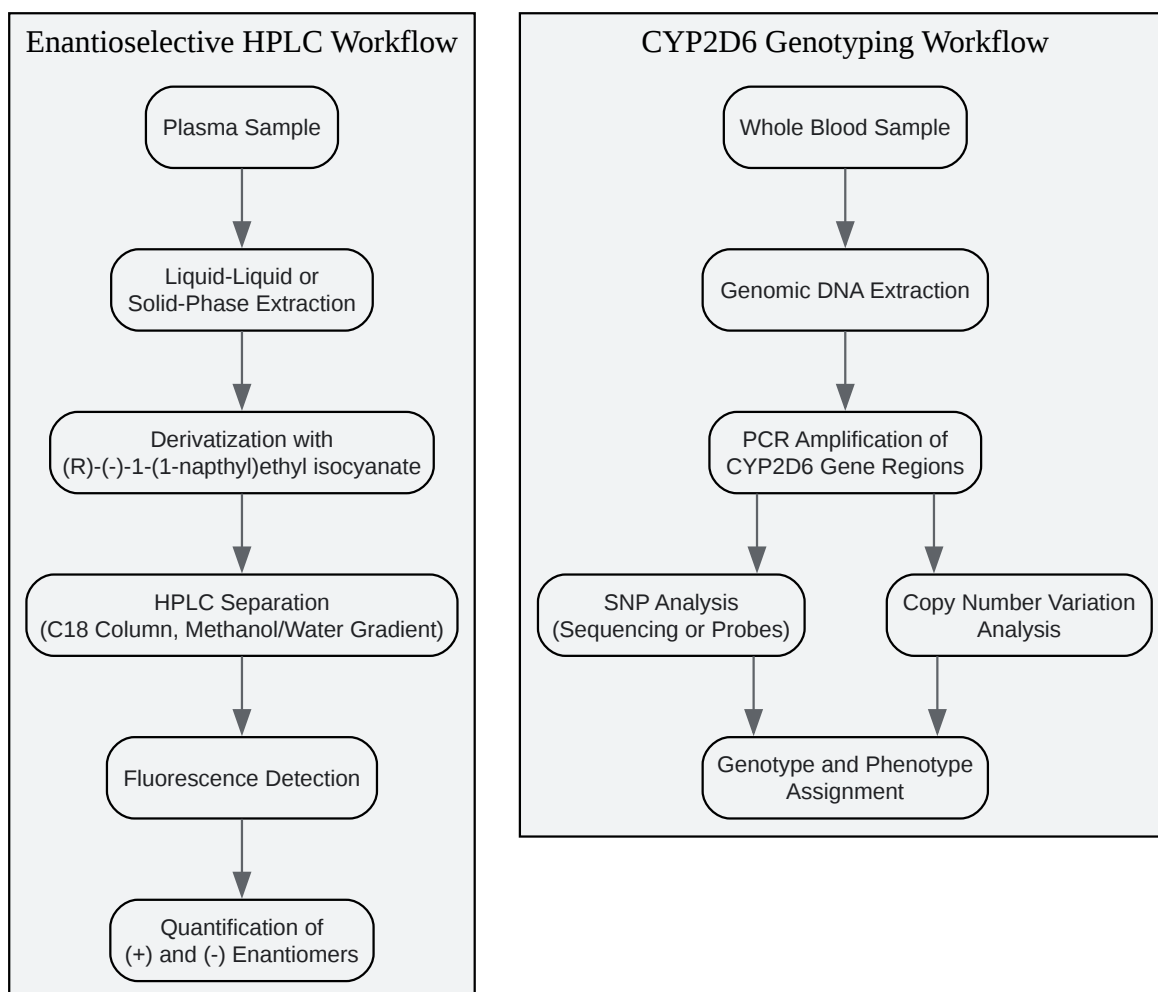 Enantioselective HPLC Workflow
Plasma Sample
Liquid-Liquid or
Solid-Phase Extraction
Derivatization with
(R)-(-)-1-(1-napthyl)ethyl isocyanate
HPLC Separation
(C18 Column, Methanol/Water Gradient)
Fluorescence Detection
Quantification of
(+) and (-) Enantiomers
CYP2D6 Genotyping Workflow
Whole Blood Sample
Genomic DNA Extraction
PCR Amplification of
CYP2D6 Gene Regions
SNP Analysis
(Sequencing or Probes)
Copy Number Variation
Analysis
Genotype and Phenotype
Assignment